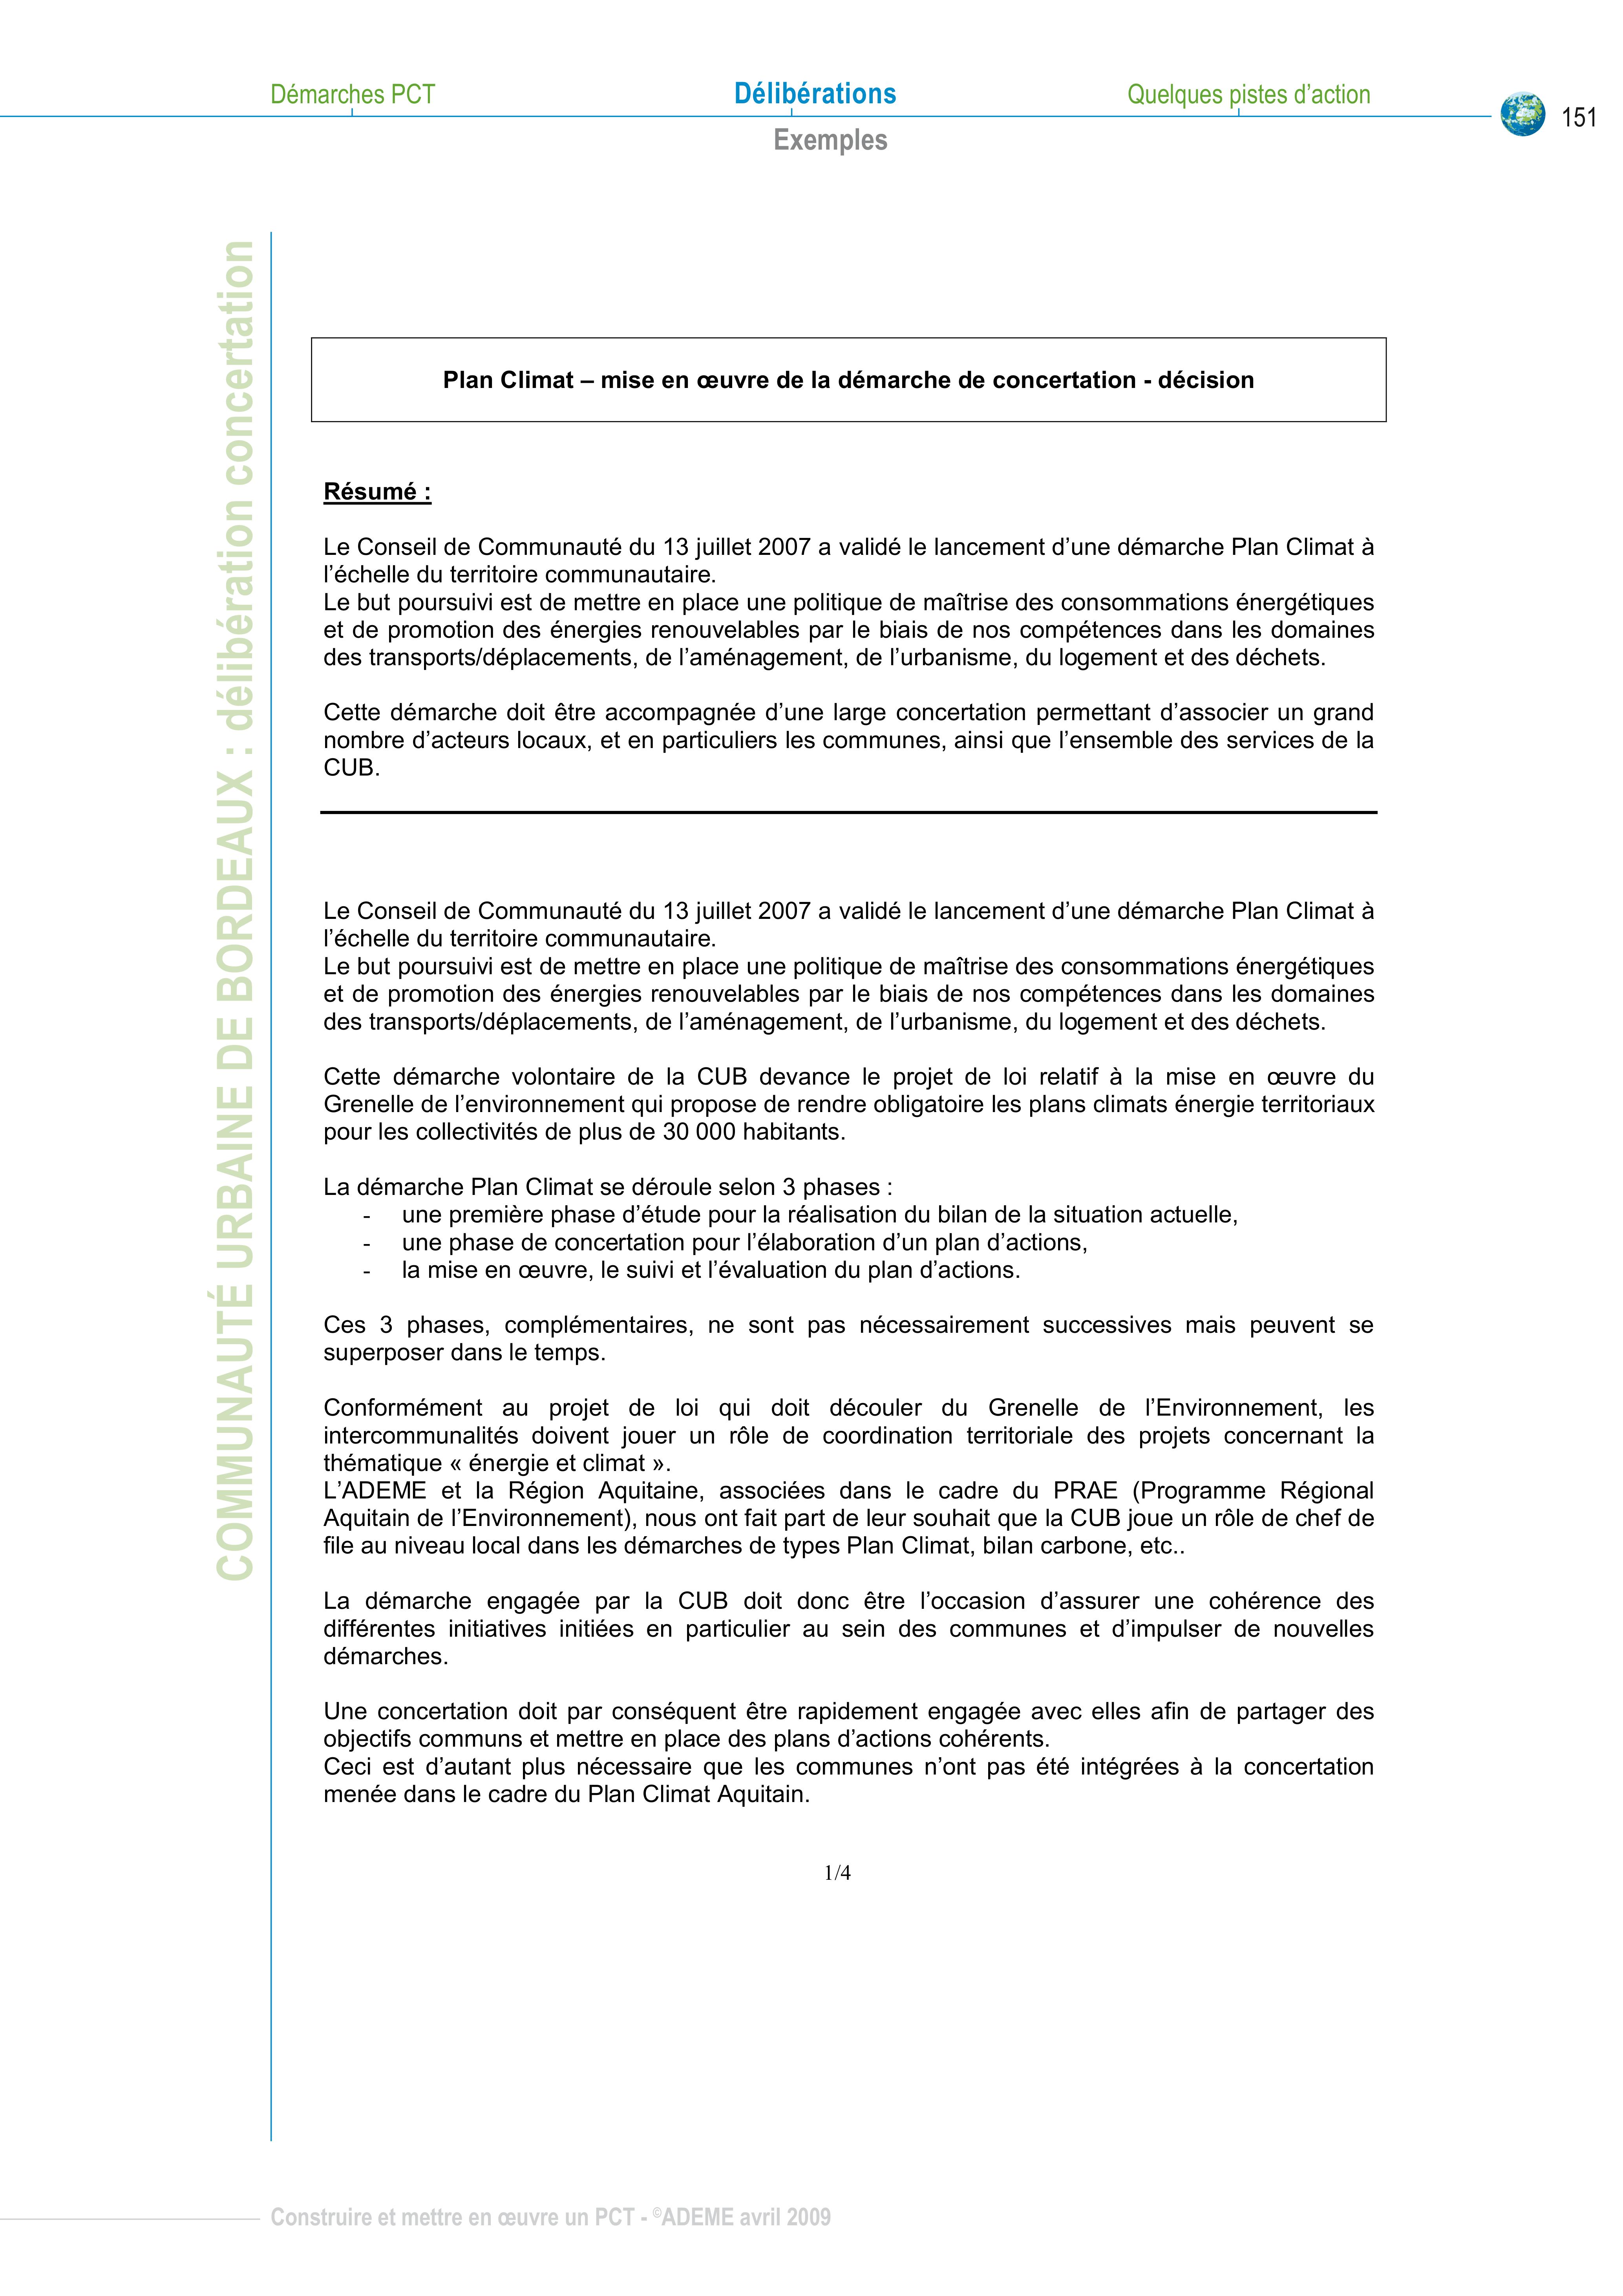 Démarches PCT
Délibérations
Quelques pistes d’action
151
Exemples
COMMUNAUTÉ URBAINE DE BORDEAUX : délibération concertation
Plan Climat – mise en œuvre de la démarche de concertation - décision
Résumé :
Le Conseil de Communauté du 13 juillet 2007 a validé le lancement d’une démarche Plan Climat à
l’échelle du territoire communautaire.
Le but poursuivi est de mettre en place une politique de maîtrise des consommations énergétiques
et de promotion des énergies renouvelables par le biais de nos compétences dans les domaines
des transports/déplacements, de l’aménagement, de l’urbanisme, du logement et des déchets.
Cette démarche doit être accompagnée d’une large concertation permettant d’associer un grand
nombre d’acteurs locaux, et en particuliers les communes, ainsi que l’ensemble des services de la
CUB.
Le Conseil de Communauté du 13 juillet 2007 a validé le lancement d’une démarche Plan Climat à
l’échelle du territoire communautaire.
Le but poursuivi est de mettre en place une politique de maîtrise des consommations énergétiques
et de promotion des énergies renouvelables par le biais de nos compétences dans les domaines
des transports/déplacements, de l’aménagement, de l’urbanisme, du logement et des déchets.
Cette démarche volontaire de la CUB devance le projet de loi relatif à la mise en œuvre du
Grenelle de l’environnement qui propose de rendre obligatoire les plans climats énergie territoriaux
pour les collectivités de plus de 30 000 habitants.
La démarche Plan Climat se déroule selon 3 phases :
- une première phase d’étude pour la réalisation du bilan de la situation actuelle,
- une phase de concertation pour l’élaboration d’un plan d’actions,
- la mise en œuvre, le suivi et l’évaluation du plan d’actions.
Ces 3 phases, complémentaires, ne sont pas nécessairement successives mais peuvent se
superposer dans le temps.
Conformément au projet de loi qui doit découler du Grenelle de l’Environnement, les
intercommunalités doivent jouer un rôle de coordination territoriale des projets concernant la
thématique « énergie et climat ».
L’ADEME et la Région Aquitaine, associées dans le cadre du PRAE (Programme Régional
Aquitain de l’Environnement), nous ont fait part de leur souhait que la CUB joue un rôle de chef de
file au niveau local dans les démarches de types Plan Climat, bilan carbone, etc..
La démarche engagée par la CUB doit donc être l’occasion d’assurer une cohérence des
différentes initiatives initiées en particulier au sein des communes et d’impulser de nouvelles
démarches.
Une concertation doit par conséquent être rapidement engagée avec elles afin de partager des
objectifs communs et mettre en place des plans d’actions cohérents.
Ceci est d’autant plus nécessaire que les communes n’ont pas été intégrées à la concertation
menée dans le cadre du Plan Climat Aquitain.
1/4
Construire et mettre en œuvre un PCT - ©ADEME avril 2009